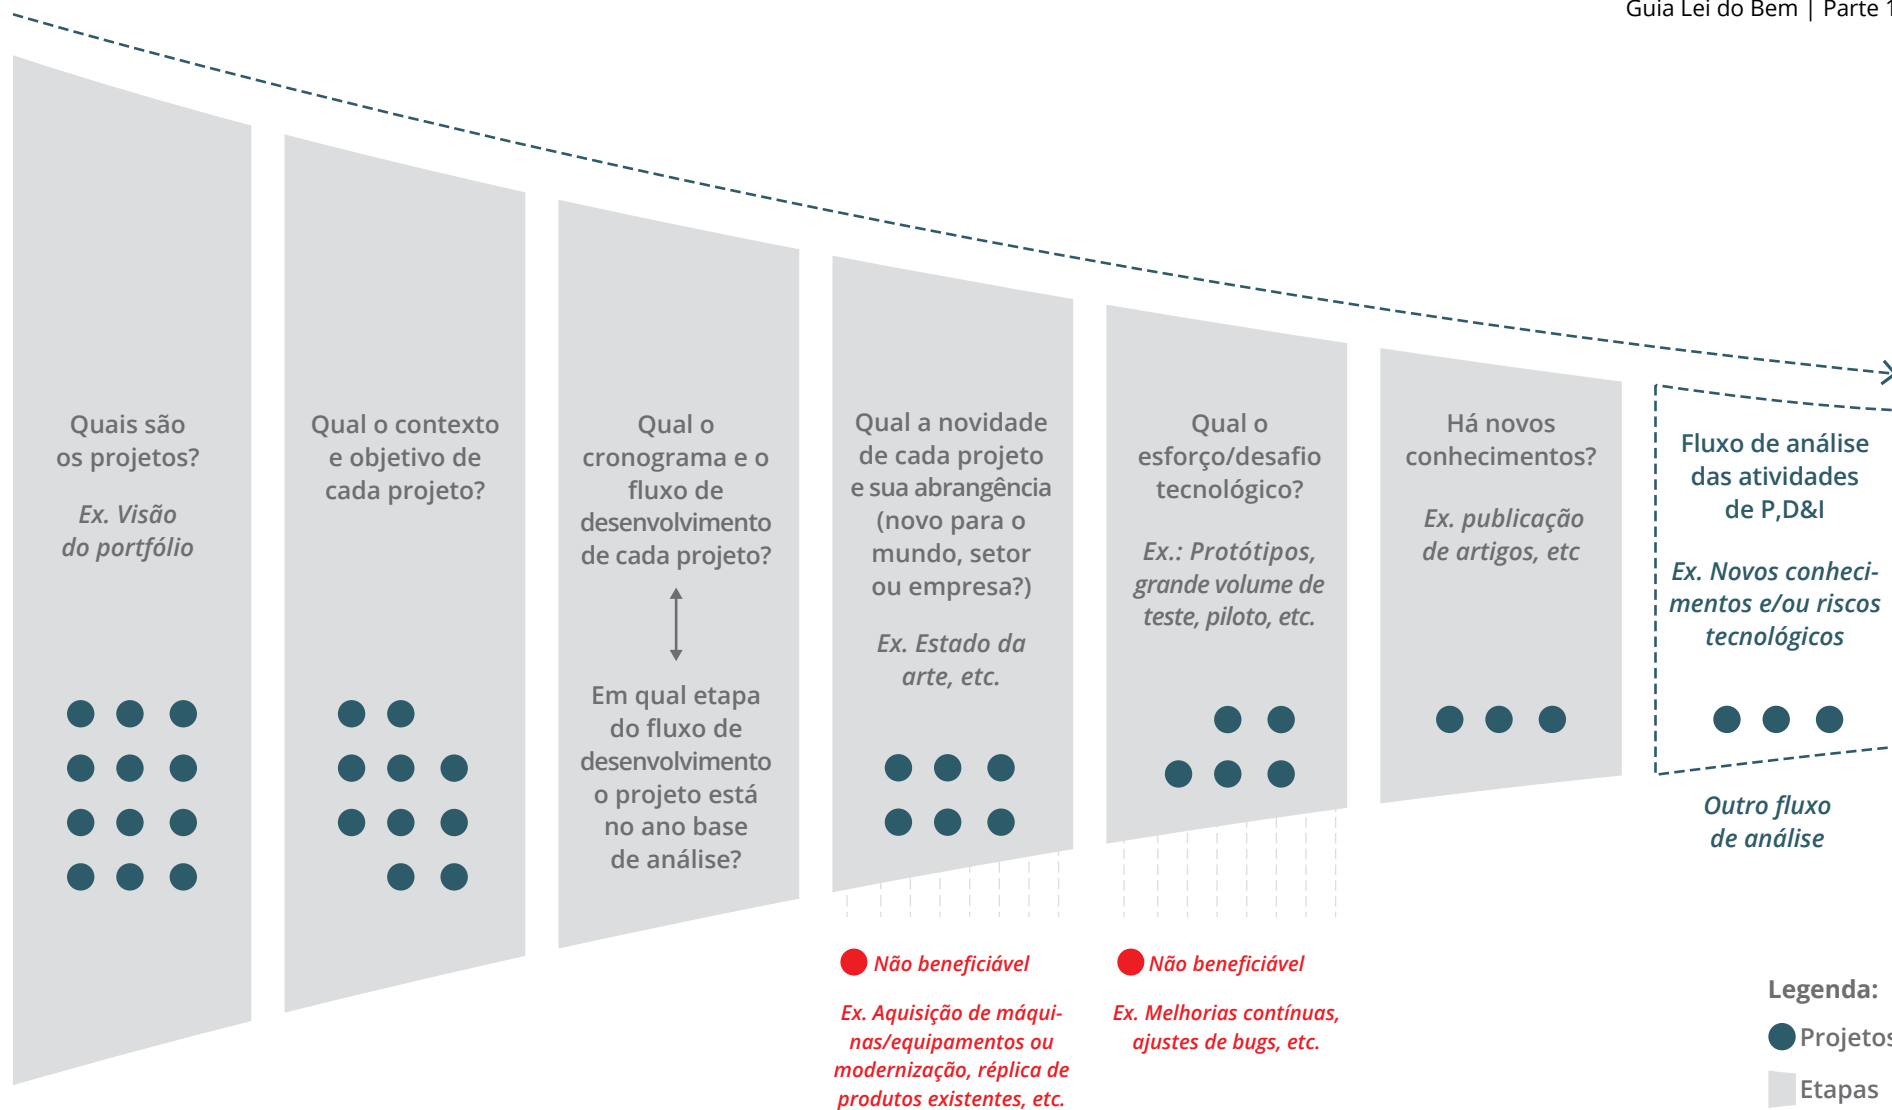 Guia Lei do Bem | Parte 1
Quais são
os projetos?
Ex. Visão
do portfólio
Qual o contexto
e objetivo de
cada projeto?
Qual o
cronograma e o
fluxo de
desenvolvimento
de cada projeto?
Em qual etapa
do fluxo de
desenvolvimento
o projeto está
no ano base
de análise?
Qual a novidade
de cada projeto
e sua abrangência
(novo para o
mundo, setor
ou empresa?)
Ex. Estado da
arte, etc.
Não beneficiável
Ex. Aquisição de máqui-
nas/equipamentos ou
modernização, réplica de
produtos existentes, etc.
Qual o
esforço/desafio
tecnológico?
Ex.: Protótipos,
grande volume de
teste, piloto, etc.
Não beneficiável
Ex. Melhorias contínuas,
ajustes de bugs, etc.
Há novos
conhecimentos?
Ex. publicação
de artigos, etc
Fluxo de análise
das atividades
de P,D&I
Ex. Novos conheci-
mentos e/ou riscos
tecnológicos
Outro fluxo
de análise
Legenda:
Projetos
Etapas